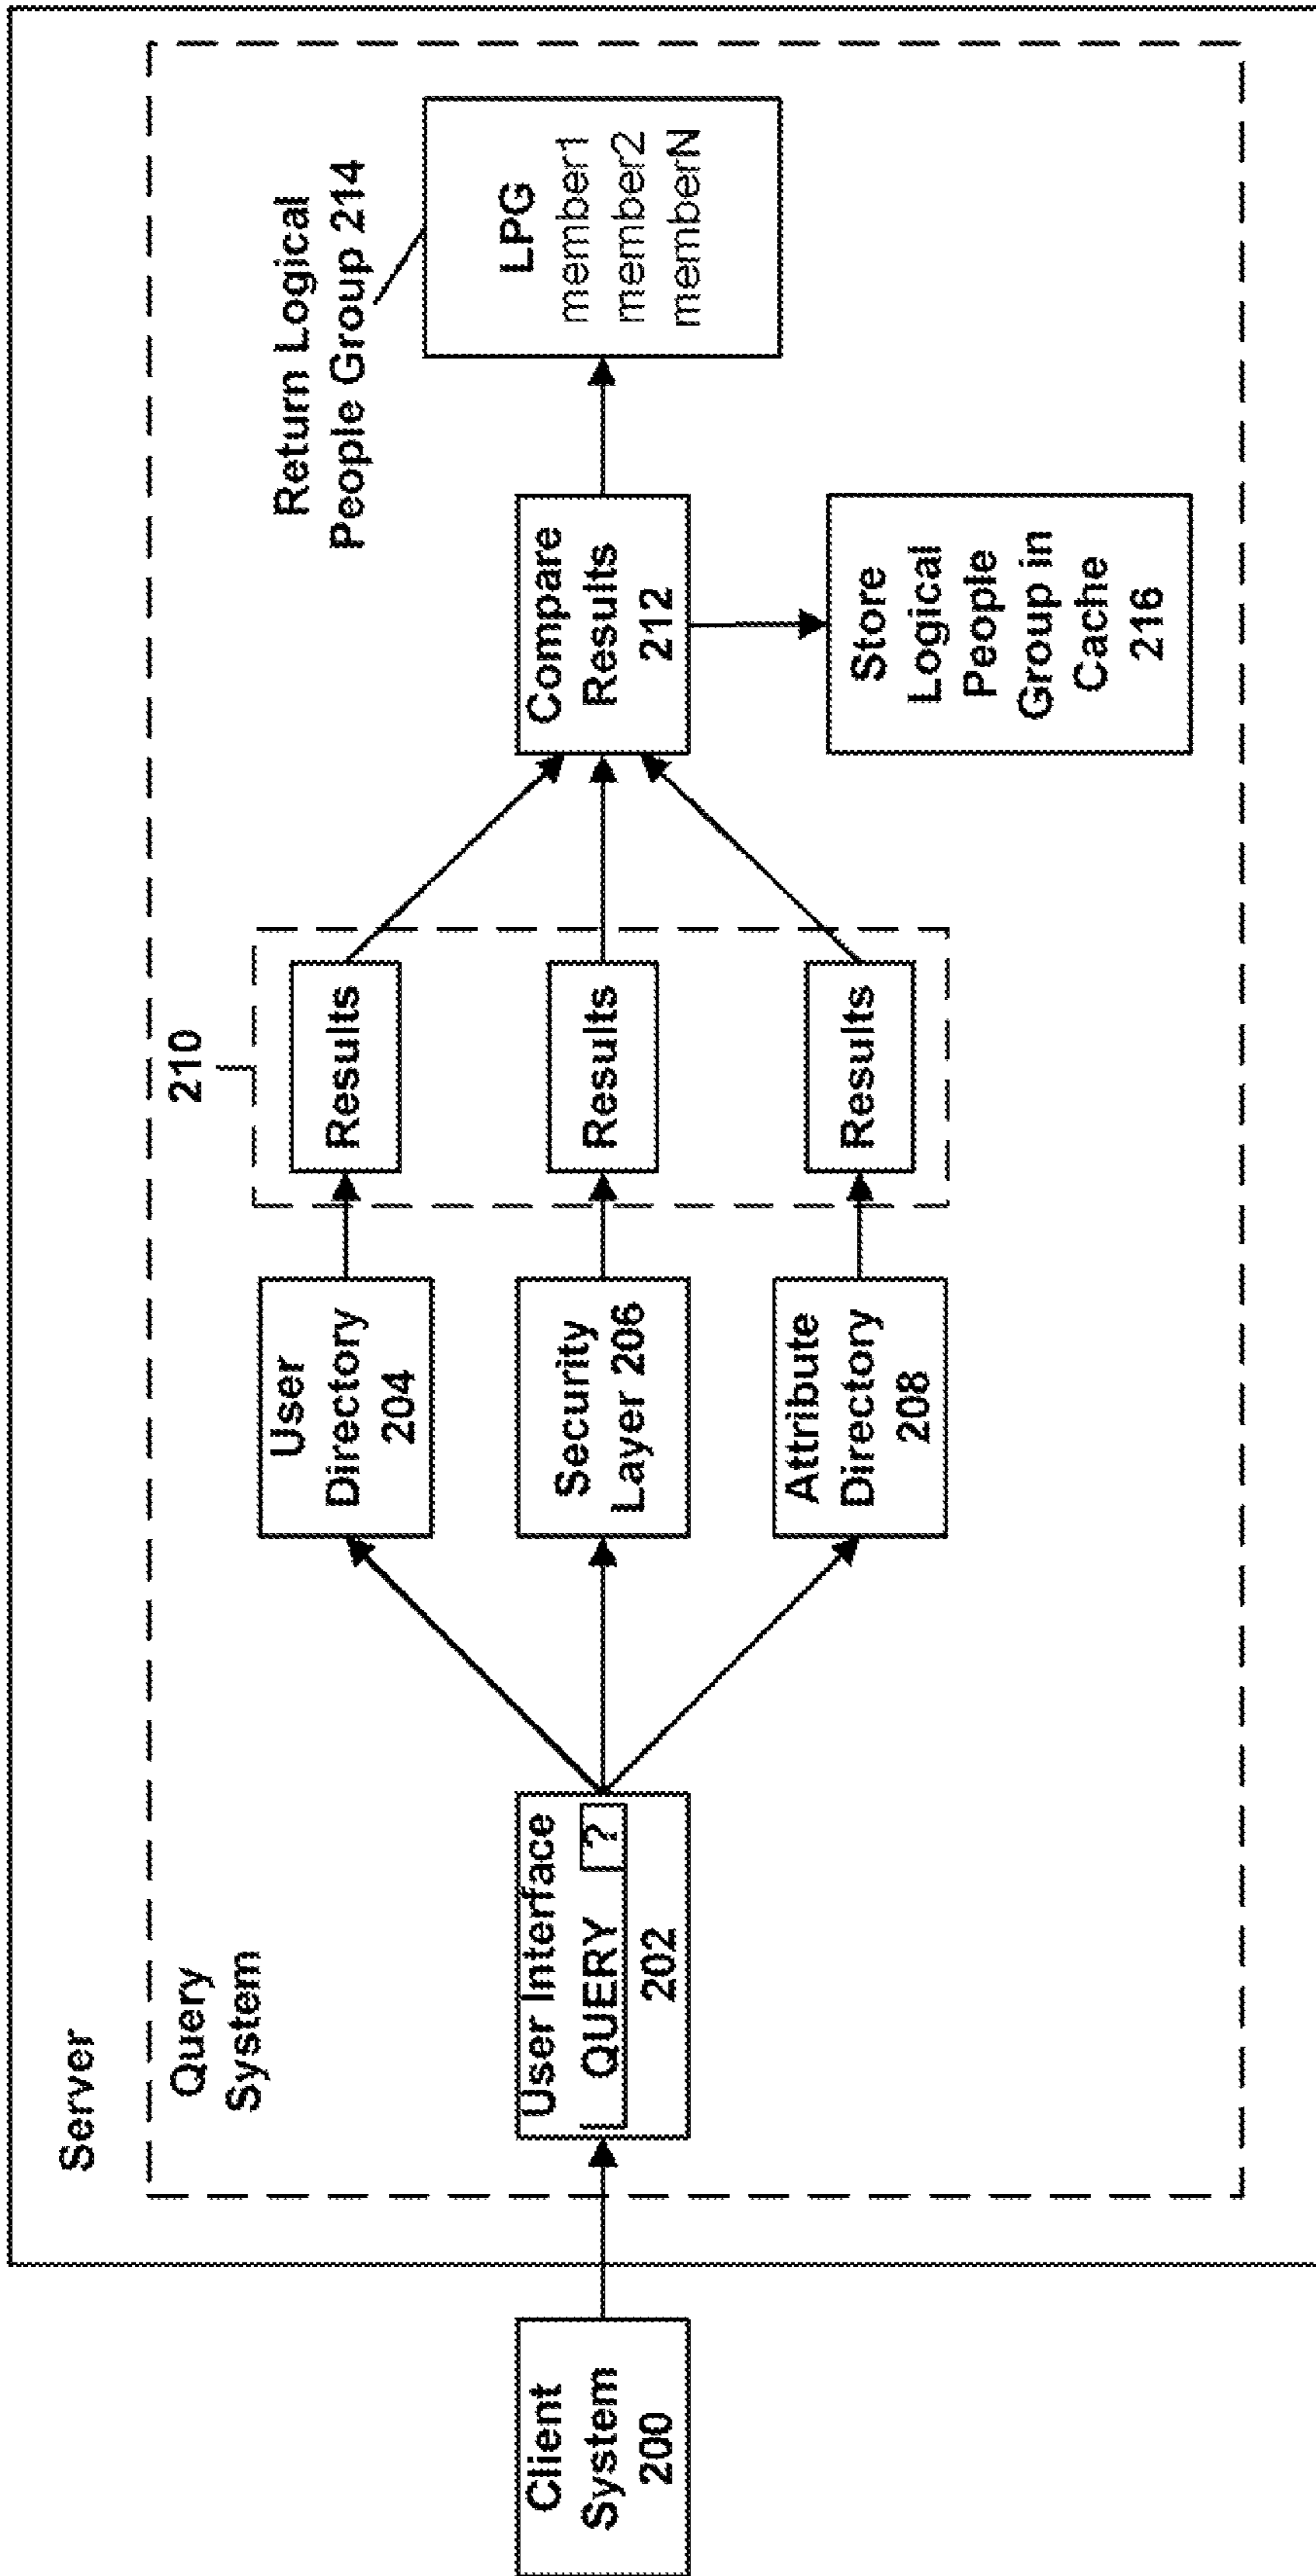 Server
Query
System
Client
System
200
User Interface
QUERY ?
202
User
Directory
204
Security
Layer 206
Attribute
Directory
208
210
Results
Results
Results
Compare
Results
212
Return Logical
People Group 214
LPG
member1
member2
memberN
Store
Logical
People
Group in
Cache
216